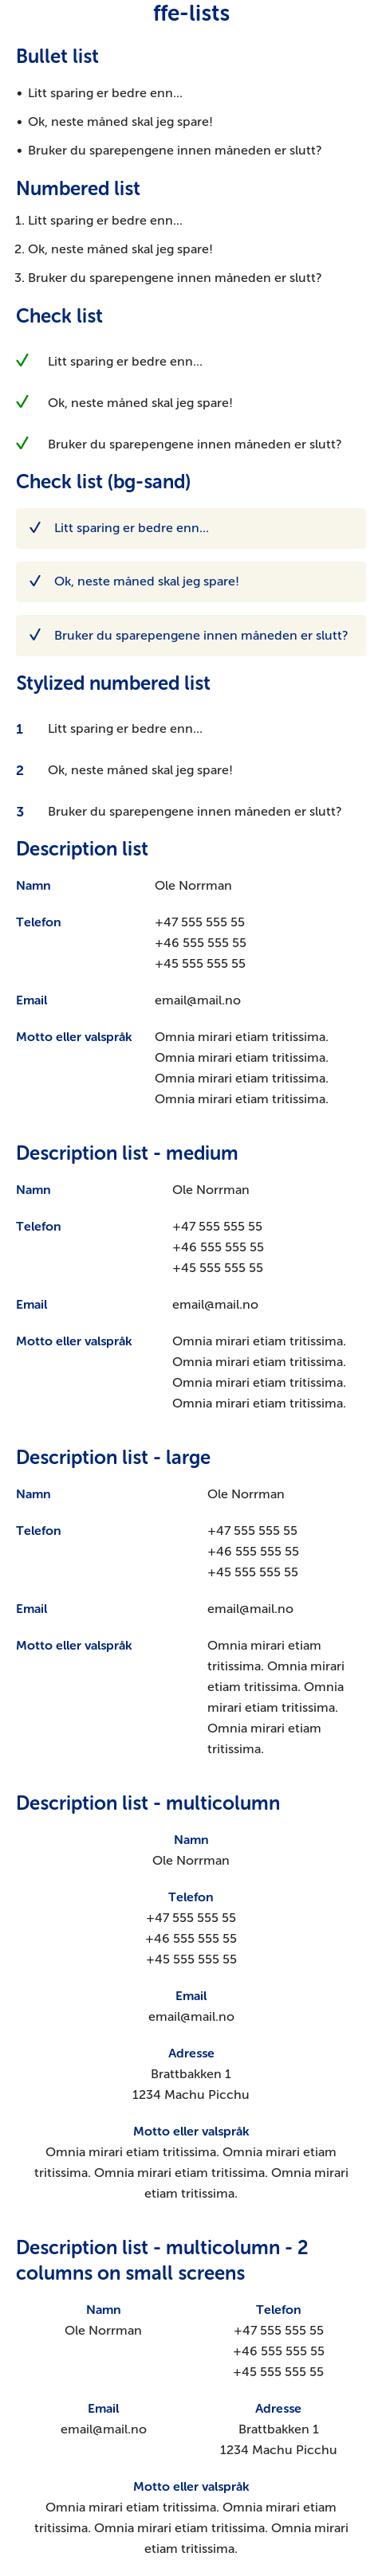 ffe-lists
Bullet list
• Litt sparing er bedre enn...
• Ok, neste måned skal jeg spare!
• Bruker du sparepengene innen måneden er slutt?
Numbered list
1. Litt sparing er bedre enn...
2. Ok, neste måned skal jeg spare!
3. Bruker du sparepengene innen måneden er slutt?
Check list
Litt sparing er bedre enn...
Ok, neste måned skal jeg spare!
Bruker du sparepengene innen måneden er slutt?
Check list (bg-sand)
Litt sparing er bedre enn...
Ok, neste måned skal jeg spare!
Bruker du sparepengene innen måneden er slutt?
Stylized numbered list
1 Litt sparing er bedre enn...
2 Ok, neste måned skal jeg spare!
3 Bruker du sparepengene innen måneden er slutt?
Description list
Namn Ole Norrman
Telefon +47 555 555 55
+46 555 555 55
+45 555 555 55
Email email@mail.no
Motto eller valspråk Omnia mirari etiam tritissima.
Omnia mirari etiam tritissima.
Omnia mirari etiam tritissima.
Omnia mirari etiam tritissima.
Description list - medium
Namn Ole Norrman
Telefon +47 555 555 55
+46 555 555 55
+45 555 555 55
Email email@mail.no
Motto eller valspråk Omnia mirari etiam tritissima.
Omnia mirari etiam tritissima.
Omnia mirari etiam tritissima.
Omnia mirari etiam tritissima.
Description list - large
Namn Ole Norrman
Telefon +47 555 555 55
+46 555 555 55
+45 555 555 55
Email email@mail.no
Motto eller valspråk Omnia mirari etiam
tritissima. Omnia mirari
etiam tritissima. Omnia
mirari etiam tritissima.
Omnia mirari etiam
tritissima.
Description list - multicolumn
Namn
Ole Norrman
Telefon
+47 555 555 55
+46 555 555 55
+45 555 555 55
Email
email@mail.no
Adresse
Brattbakken 1
1234 Machu Picchu
Motto eller valspråk
Omnia mirari etiam tritissima. Omnia mirari etiam
tritissima. Omnia mirari etiam tritissima. Omnia mirari
etiam tritissima.
Description list - multicolumn - 2
columns on small screens
Namn
Ole Norrman
Telefon
+47 555 555 55
+46 555 555 55
+45 555 555 55
Email
email@mail.no
Adresse
Brattbakken 1
1234 Machu Picchu
Motto eller valspråk
Omnia mirari etiam tritissima. Omnia mirari etiam
tritissima. Omnia mirari etiam tritissima. Omnia mirari
etiam tritissima.